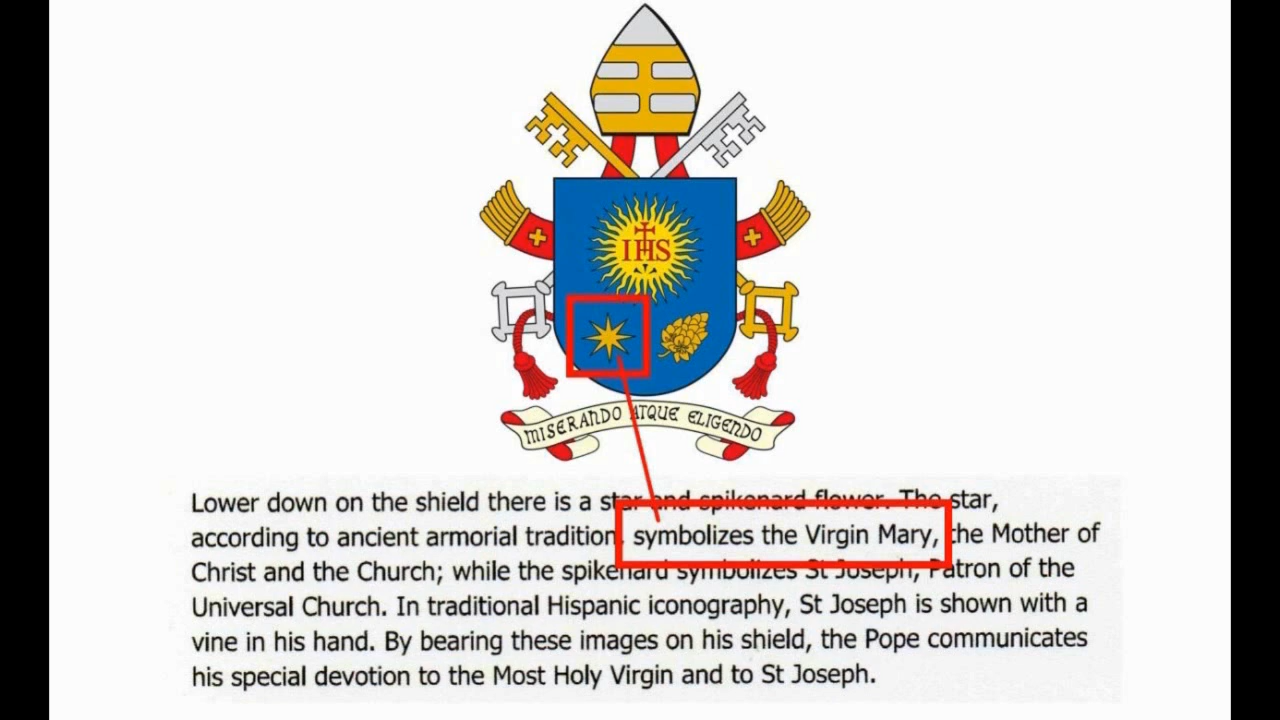 IHS
MISERANDO ATQUE ELIGENDO
Lower down on the shield there is a star and spikenard flower. The star,
according to ancient armorial tradition, symbolizes the Virgin Mary, the Mother of
Christ and the Church; while the spikenard symbolizes St Joseph, Patron of the
Universal Church. In traditional Hispanic iconography, St Joseph is shown with a
vine in his hand. By bearing these images on his shield, the Pope communicates
his special devotion to the Most Holy Virgin and to St Joseph.